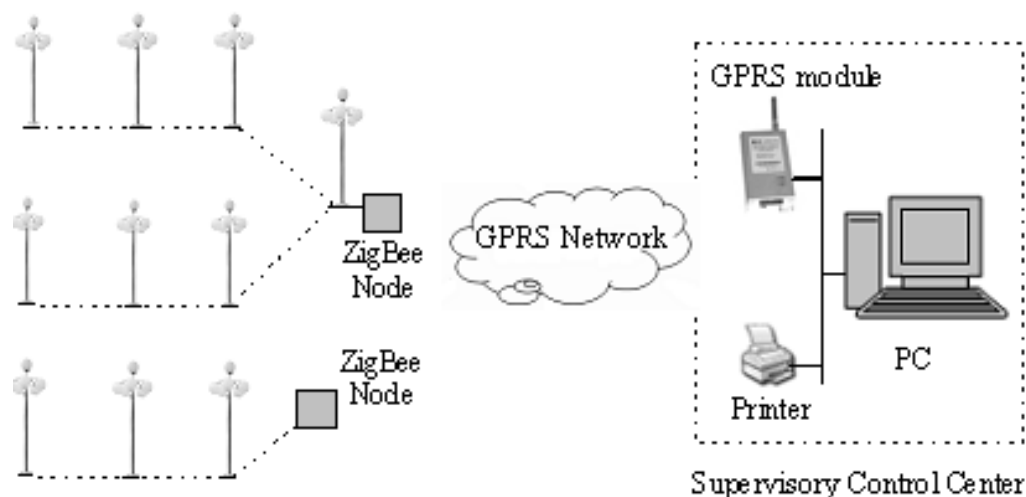 GPRS module
ZigBee
Node
GPRS Network
ZigBee
Node
PC
Printer
Supervisory Control Center